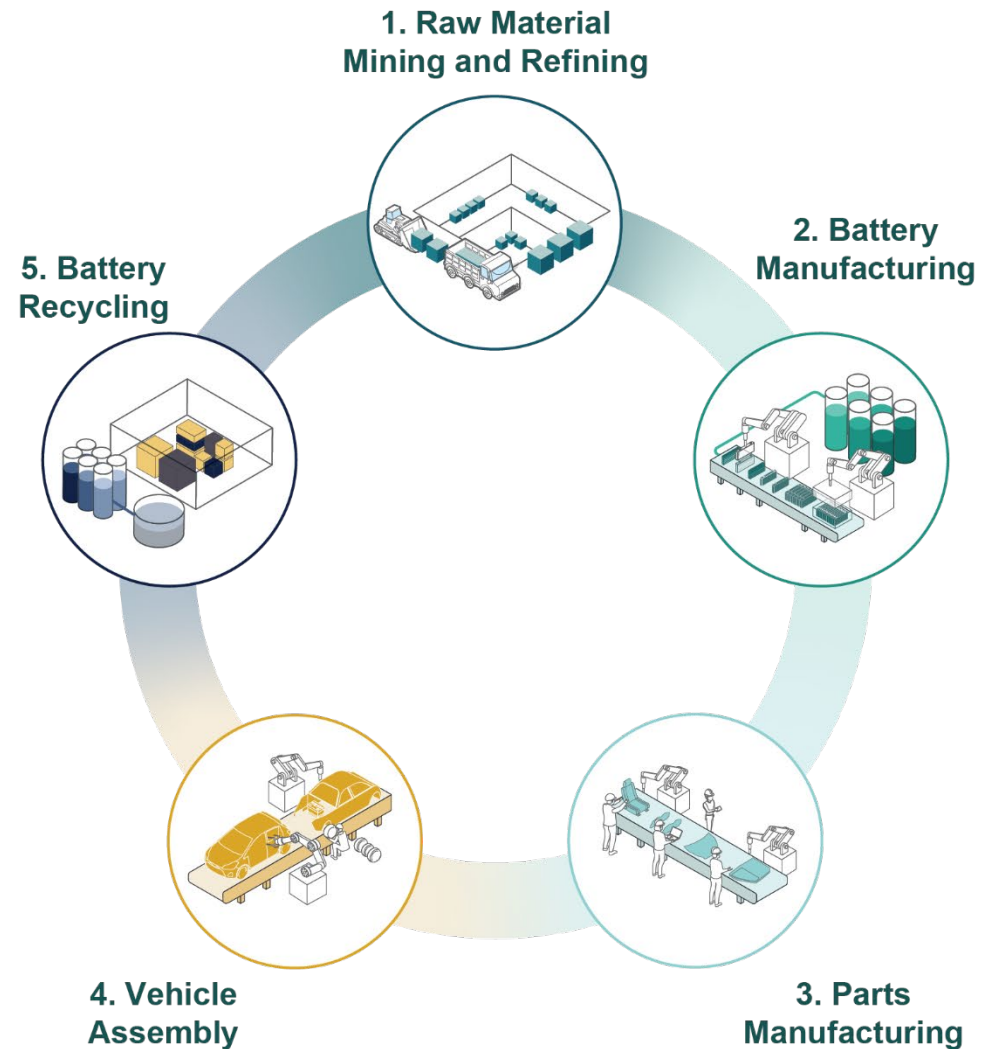 1. Raw Material
Mining and Refining
2. Battery
Manufacturing
3. Parts
Manufacturing
4. Vehicle
Assembly
5. Battery
Recycling